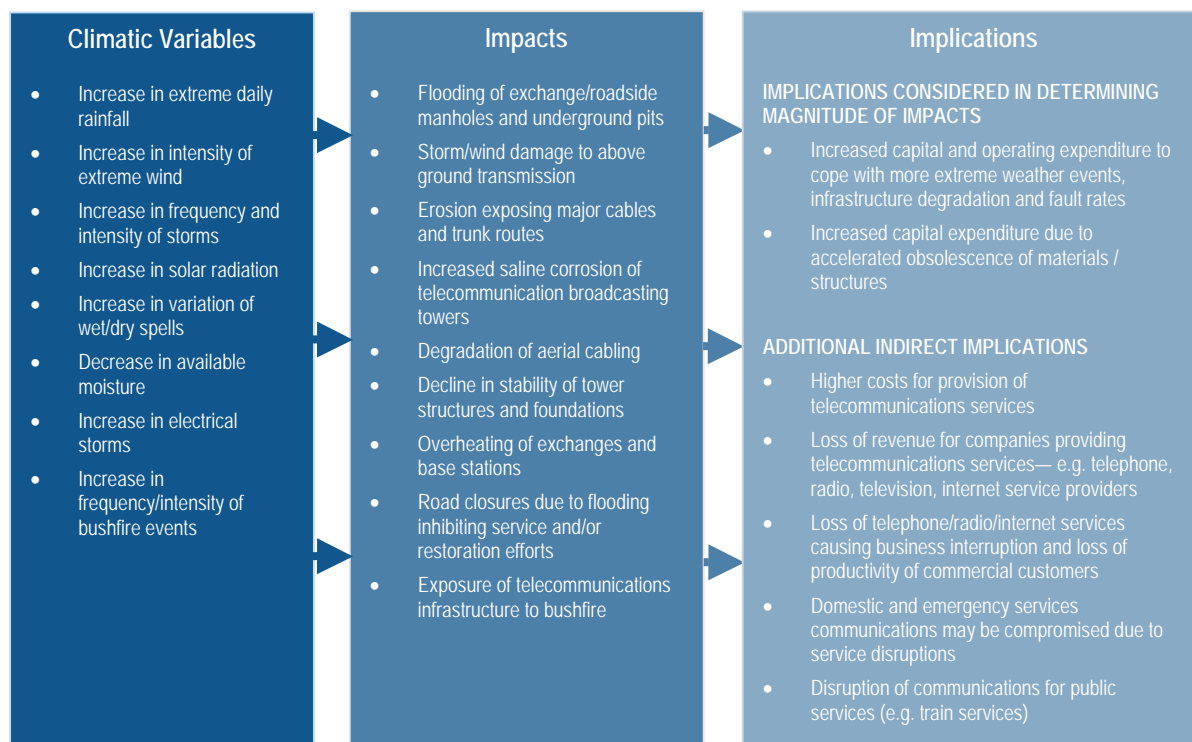 Climatic Variables
• Increase in extreme daily
rainfall
• Increase in intensity of
extreme wind
• Increase in frequency and
intensity of storms
• Increase in solar radiation
• Increase in variation of
wet/dry spells
• Decrease in available
moisture
• Increase in electrical
storms
• Increase in
frequency/intensity of
bushfire events
Impacts
• Flooding of exchange/roadside
manholes and underground pits
• Storm/wind damage to above
ground transmission
• Erosion exposing major cables
and trunk routes
• Increased saline corrosion of
telecommunication broadcasting
towers
• Degradation of aerial cabling
• Decline in stability of tower
structures and foundations
• Overheating of exchanges and
base stations
• Road closures due to flooding
inhibiting service and/or
restoration efforts
• Exposure of telecommunications
infrastructure to bushfire
Implications
IMPLICATIONS CONSIDERED IN DETERMINING
MAGNITUDE OF IMPACTS
• Increased capital and operating expenditure to
cope with more extreme weather events,
infrastructure degradation and fault rates
• Increased capital expenditure due to
accelerated obsolescence of materials /
structures
ADDITIONAL INDIRECT IMPLICATIONS
• Higher costs for provision of
telecommunications services
• Loss of revenue for companies providing
telecommunications services— e.g. telephone,
radio, television, internet service providers
• Loss of telephone/radio/internet services
causing business interruption and loss of
productivity of commercial customers
• Domestic and emergency services
communications may be compromised due to
service disruptions
• Disruption of communications for public
services (e.g. train services)